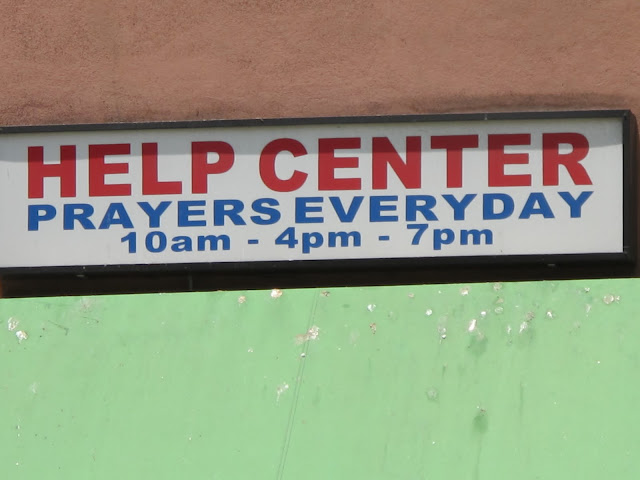 HELP CENTER
PRAYERS EVERYDAY
10am - 4pm - 7pm